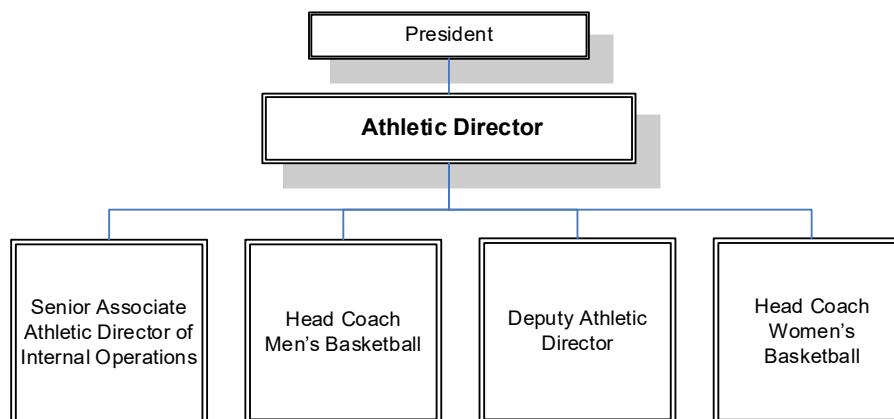 President
Athletic Director
Senior Associate
Athletic Director of
Internal Operations
Head Coach
Men's Basketball
Deputy Athletic
Director
Head Coach
Women's
Basketball